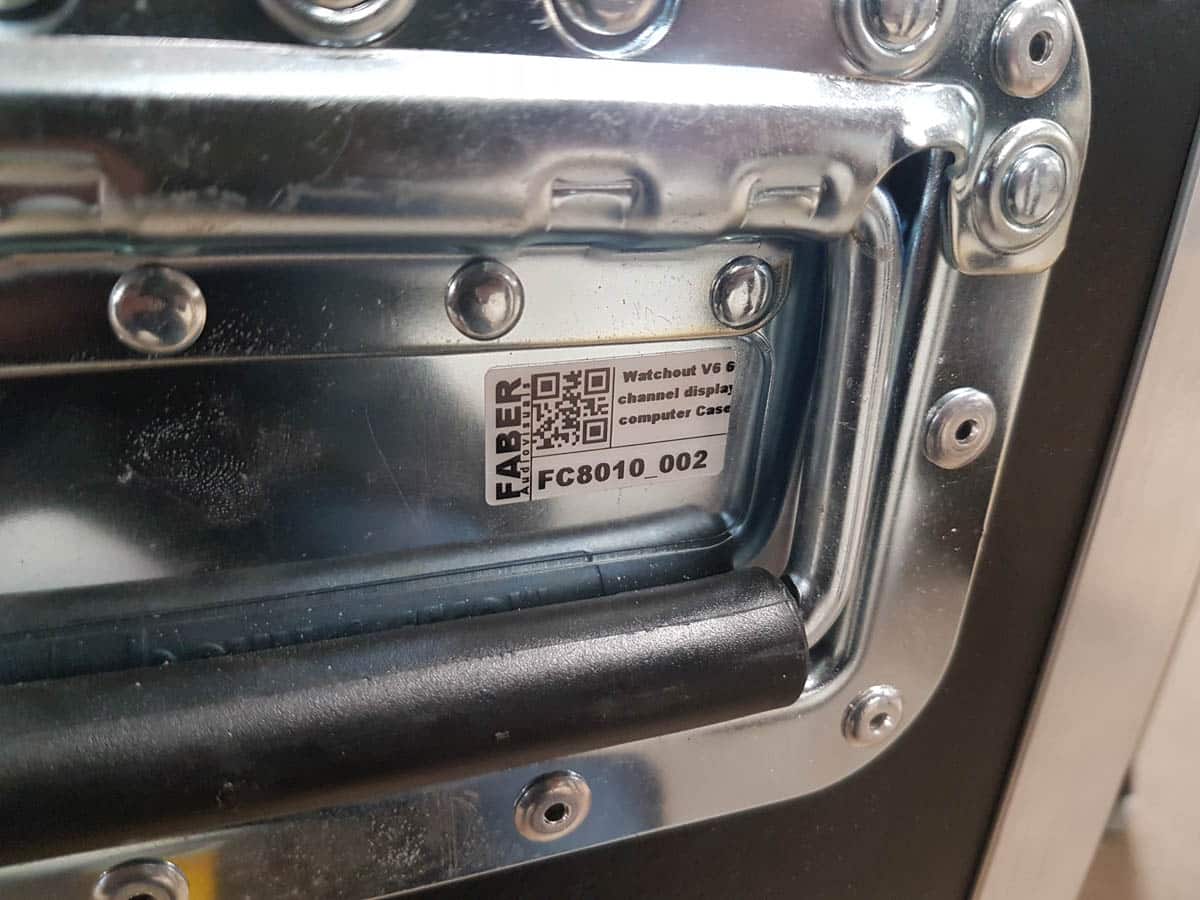 FABER
Audiovisuals
Watchout V6 6
channel display
computer Case
FC8010_002